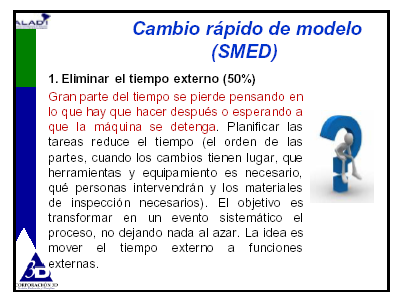 ALADI
Cambio rápido de modelo
(SMED)
1. Eliminar el tiempo externo (50%)
Gran parte del tiempo se pierde pensando en
lo que hay que hacer después o esperando a
que la máquina se detenga. Planificar las
tareas reduce el tiempo (el orden de las
partes, cuando los cambios tienen lugar, que
herramientas y equipamiento es necesario,
qué personas intervendrán y los materiales
de inspección necesarios). El objetivo es
transformar en un evento sistemático el
proceso, no dejando nada al azar. La idea es
mover el tiempo externo a funciones
externas.
3D
CORPORACIÓN 3D